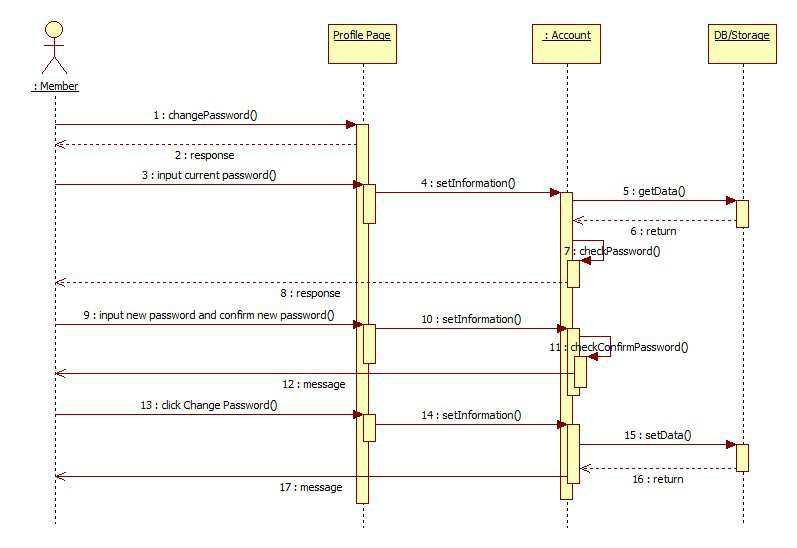 Profile Page
: Account
DB/Storage
: Member
1 : changePassword()
2 : response
3 : input current password()
4 : setInformation()
5 : getData()
6 : return
7 : checkPassword()
8 : response
9 : input new password and confirm new password()
10 : setInformation()
11 : checkConfirmPassword()
12 : message
13 : click Change Password()
14 : setInformation()
15 : setData()
16 : return
17 : message